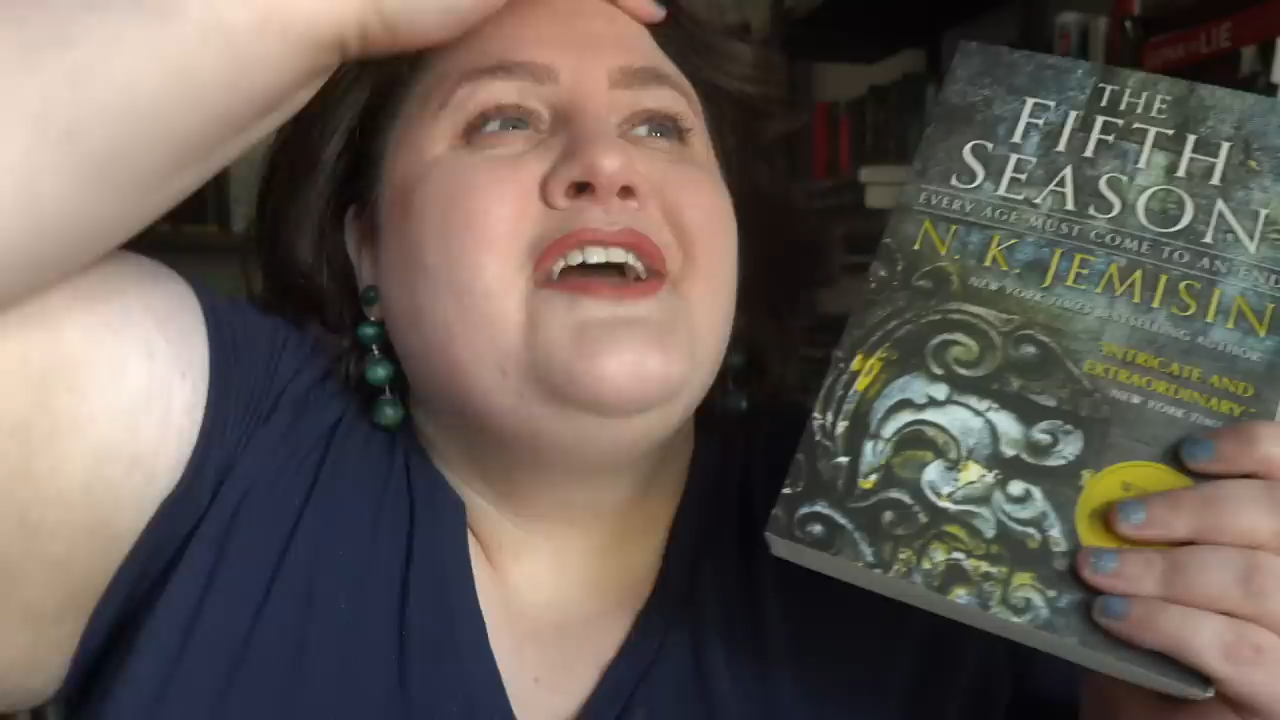 THE
FIFTH
SEASON
EVERY AGE MUST COME TO AN END
N. K. JEMISIN
NEW YORK TIMES BESTSELLING AUTHOR
"INTRICATE AND
EXTRAORDINARY."
NEW YORK TIMES
LIE